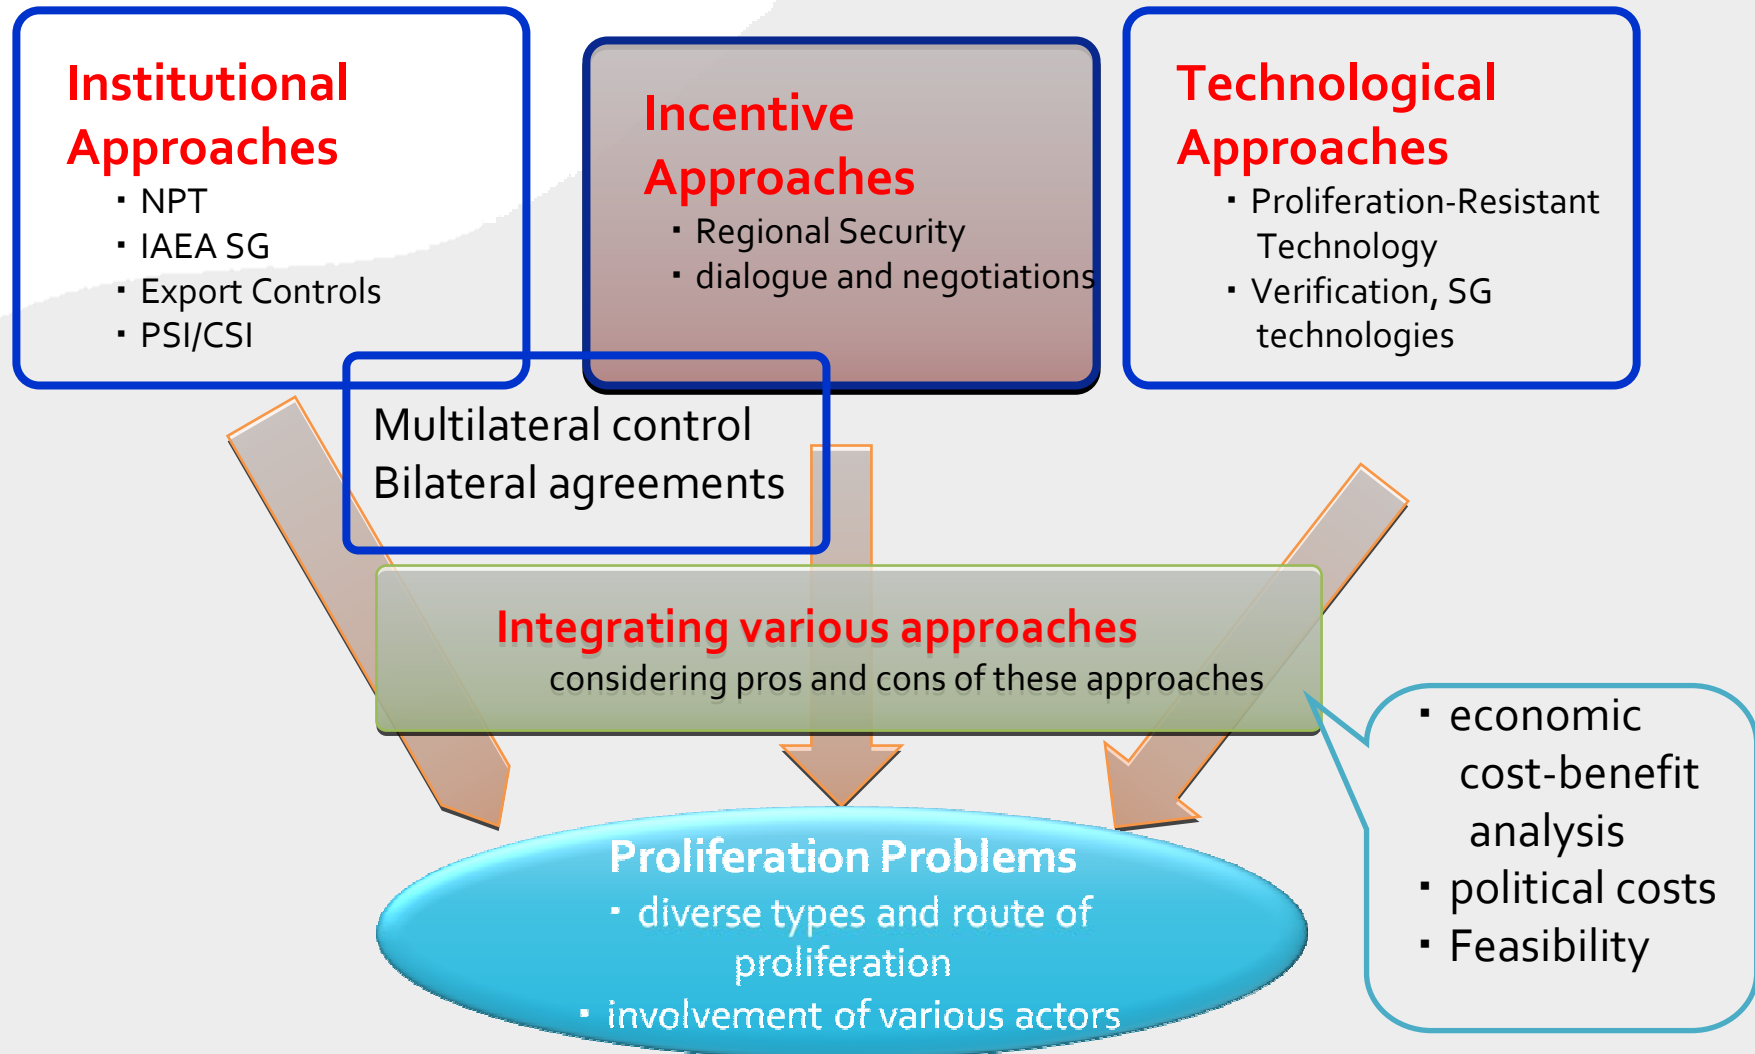 Institutional
Approaches
▪ NPT
▪ IAEA SG
▪ Export Controls
▪ PSI/CSI
Incentive
Approaches
▪ Regional Security
▪ dialogue and negotiations
Technological
Approaches
▪ Proliferation-Resistant
Technology
▪ Verification, SG
technologies
Multilateral control
Bilateral agreements
Integrating various approaches
considering pros and cons of these approaches
▪ economic
cost-benefit
analysis
▪ political costs
▪ Feasibility
Proliferation Problems
▪ diverse types and route of
proliferation
▪ involvement of various actors